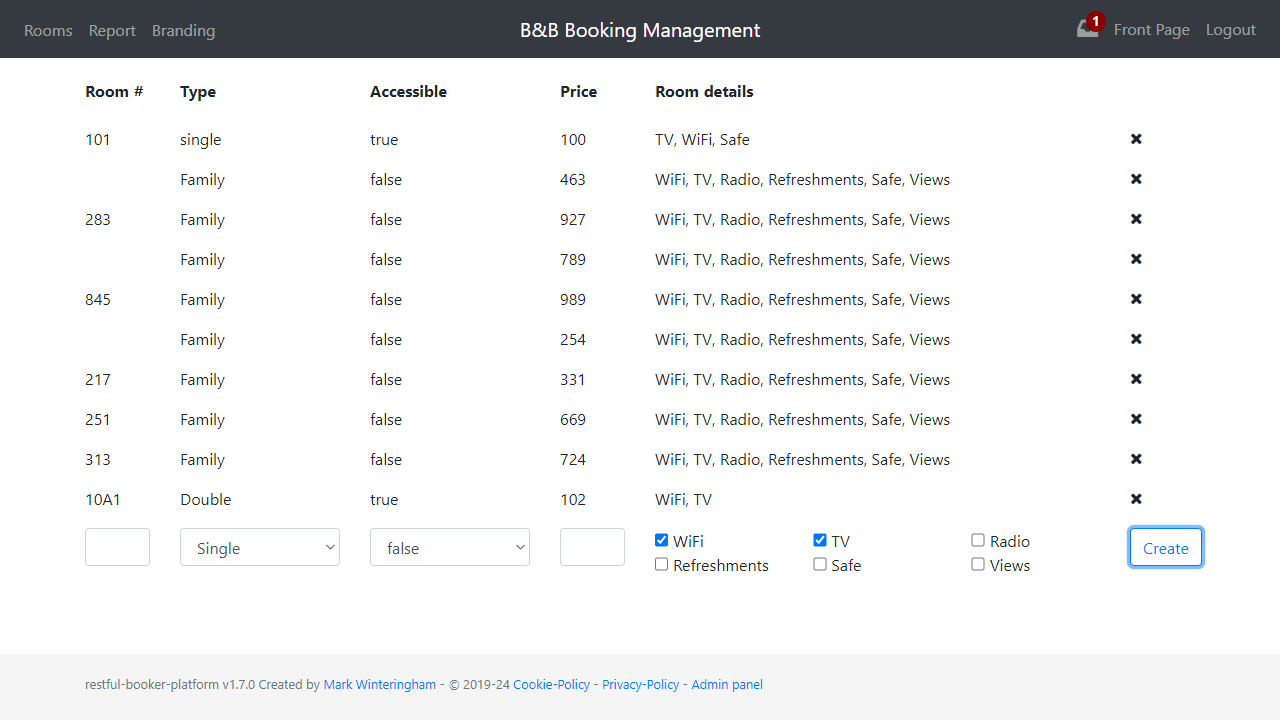 Rooms Report Branding B&B Booking Management 1 Front Page Logout
Room # Type Accessible Price Room details
101 single true 100 TV, WiFi, Safe
Family false 463 WiFi, TV, Radio, Refreshments, Safe, Views
283 Family false 927 WiFi, TV, Radio, Refreshments, Safe, Views
Family false 789 WiFi, TV, Radio, Refreshments, Safe, Views
845 Family false 989 WiFi, TV, Radio, Refreshments, Safe, Views
Family false 254 WiFi, TV, Radio, Refreshments, Safe, Views
217 Family false 331 WiFi, TV, Radio, Refreshments, Safe, Views
251 Family false 669 WiFi, TV, Radio, Refreshments, Safe, Views
313 Family false 724 WiFi, TV, Radio, Refreshments, Safe, Views
10A1 Double true 102 WiFi, TV
Single false WiFi TV Radio Create
Refreshments Safe Views
restful-booker-platform v1.7.0 Created by Mark Winteringham - © 2019-24 Cookie-Policy - Privacy-Policy - Admin panel